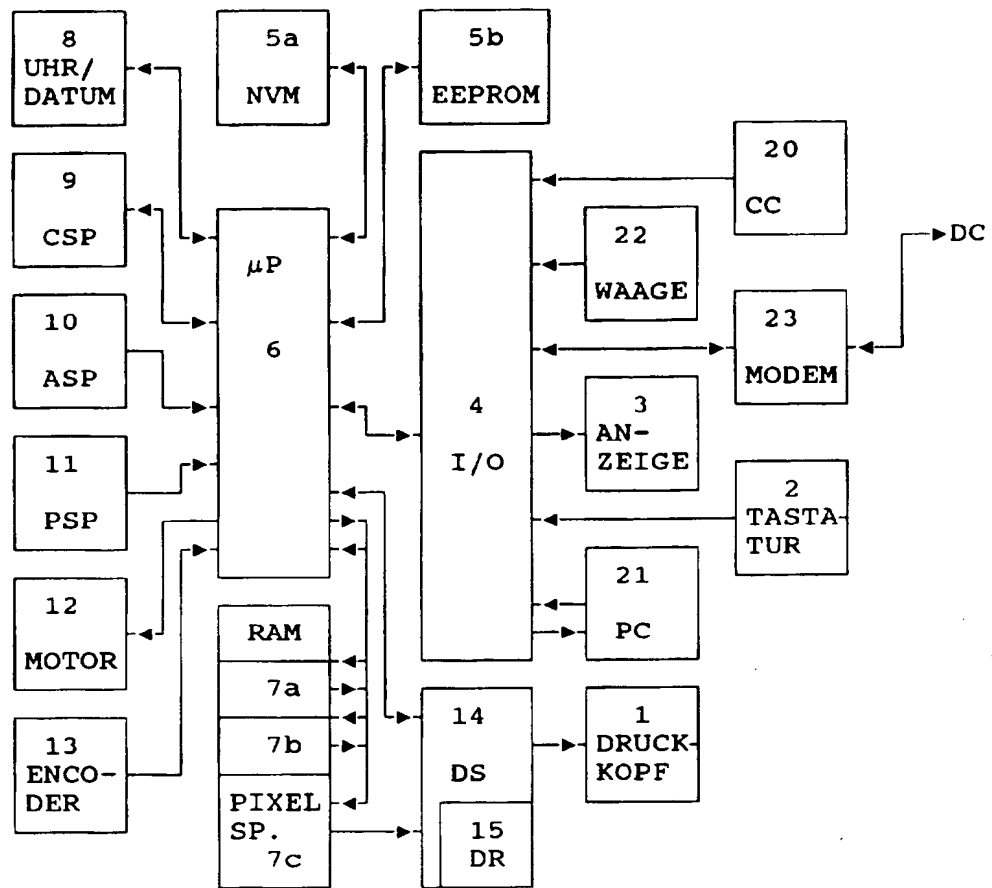 8
UHR/
DATUM
5a
NVM
5b
EEPROM
9
CSP
μP
6
20
CC
22
WAAGE
DC
10
ASP
23
MODEM
4
I/O
3
AN-
ZEIGE
11
PSP
2
TASTA-
TUR
12
MOTOR
21
PC
RAM
7a
7b
13
ENCO-
DER
14
DS
1
DRUCK-
KOPF
PIXEL
SP.
7c
15
DR